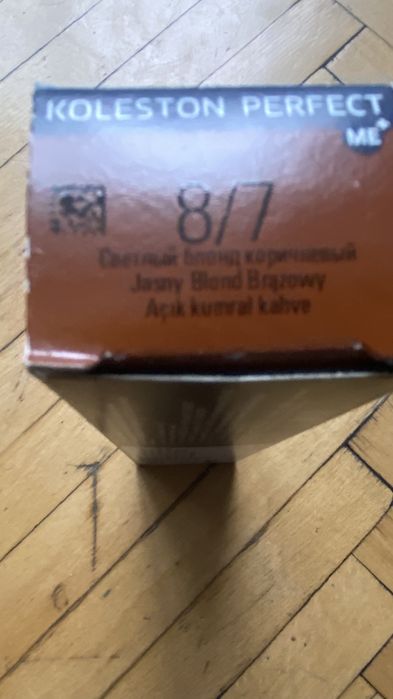 KOLESTON PERFECT
ME+
8/7
Светлый блонд коричневый
Jasny Blond Brązowy
Açık kumral kahve